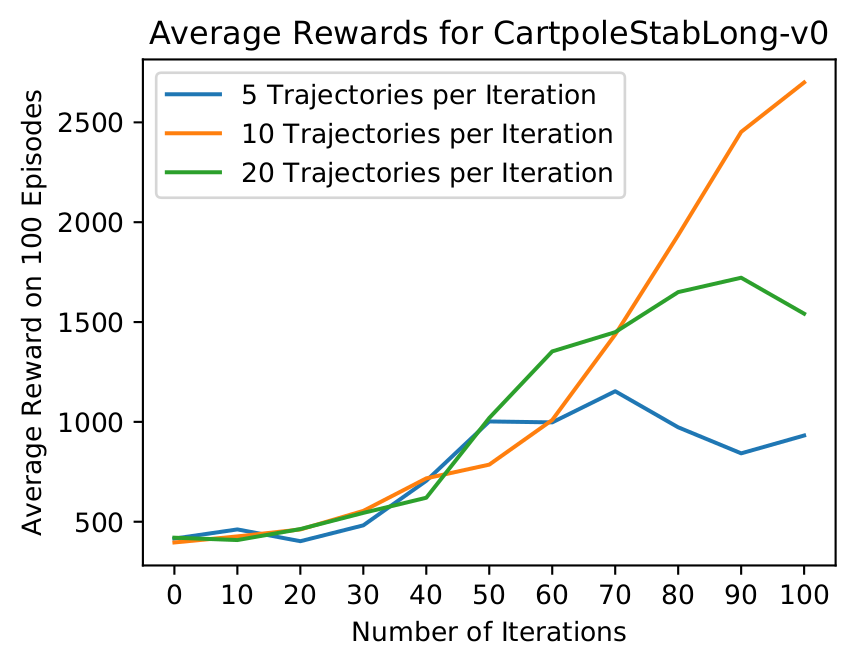 Average Rewards for CartpoleStabLong-v0
5 Trajectories per Iteration
10 Trajectories per Iteration
20 Trajectories per Iteration
Average Reward on 100 Episodes
2500
2000
1500
1000
500
0 10 20 30 40 50 60 70 80 90 100
Number of Iterations